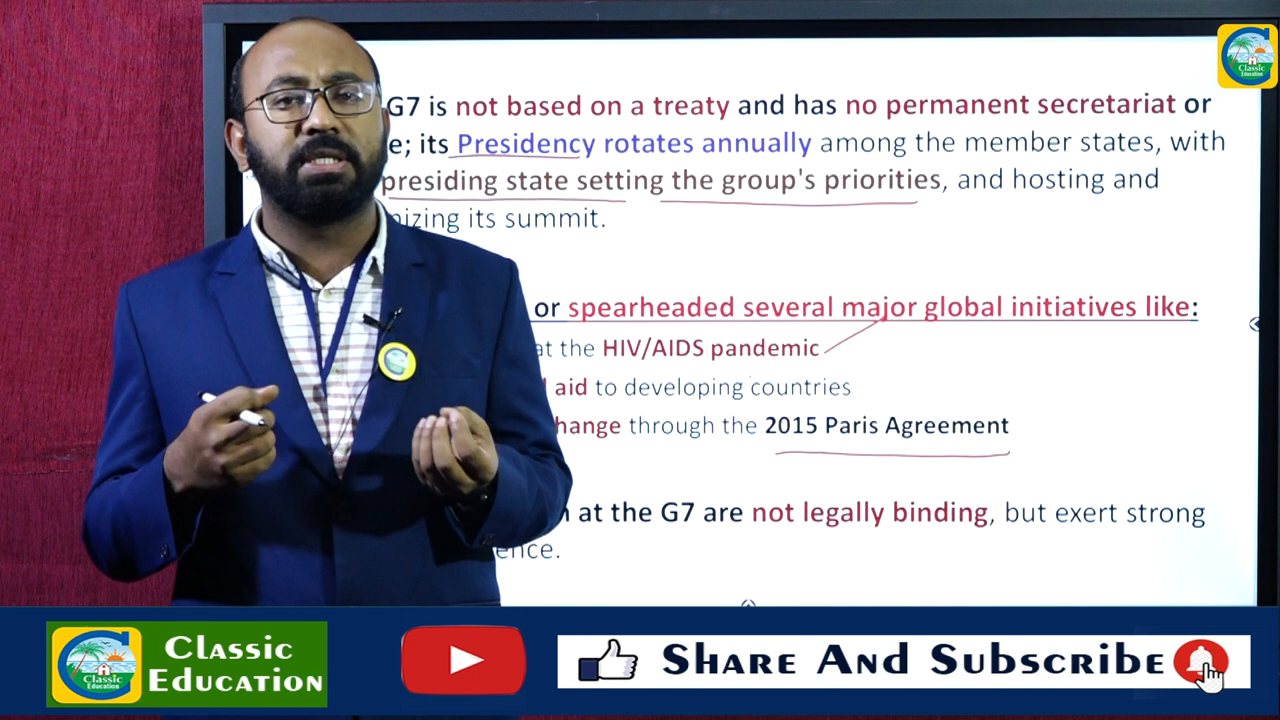 G7 is not based on a treaty and has no permanent secretariat or
its Presidency rotates annually among the member states, with
presiding state setting the group's priorities, and hosting and
its summit.
or spearheaded several major global initiatives like:
at the HIV/AIDS pandemic
aid to developing countries
through the 2015 Paris Agreement
at the G7 are not legally binding, but exert strong
Classic
Education
Classic
Education
Classic
Education
Share And Subscribe